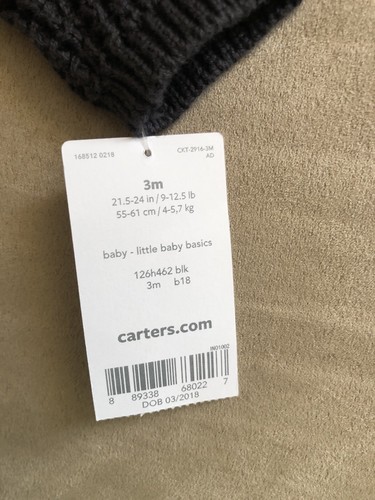 168512 0218
CKT-2916-3M
AD
3m
21.5-24 in / 9-12.5 lb
55-61 cm / 4-5,7 kg
baby - little baby basics
126h462 blk
3m b18
carters.com
IN01002
8 89338 68022 7
DOB 03/2018